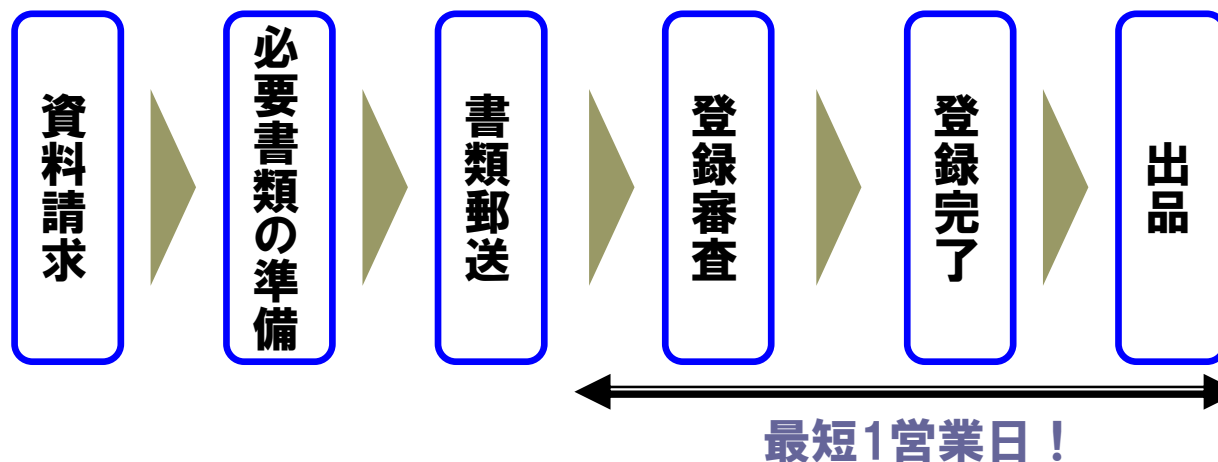 資料請求
必要書類の準備
書類郵送
登録審査
登録完了
出品
最短1営業日！